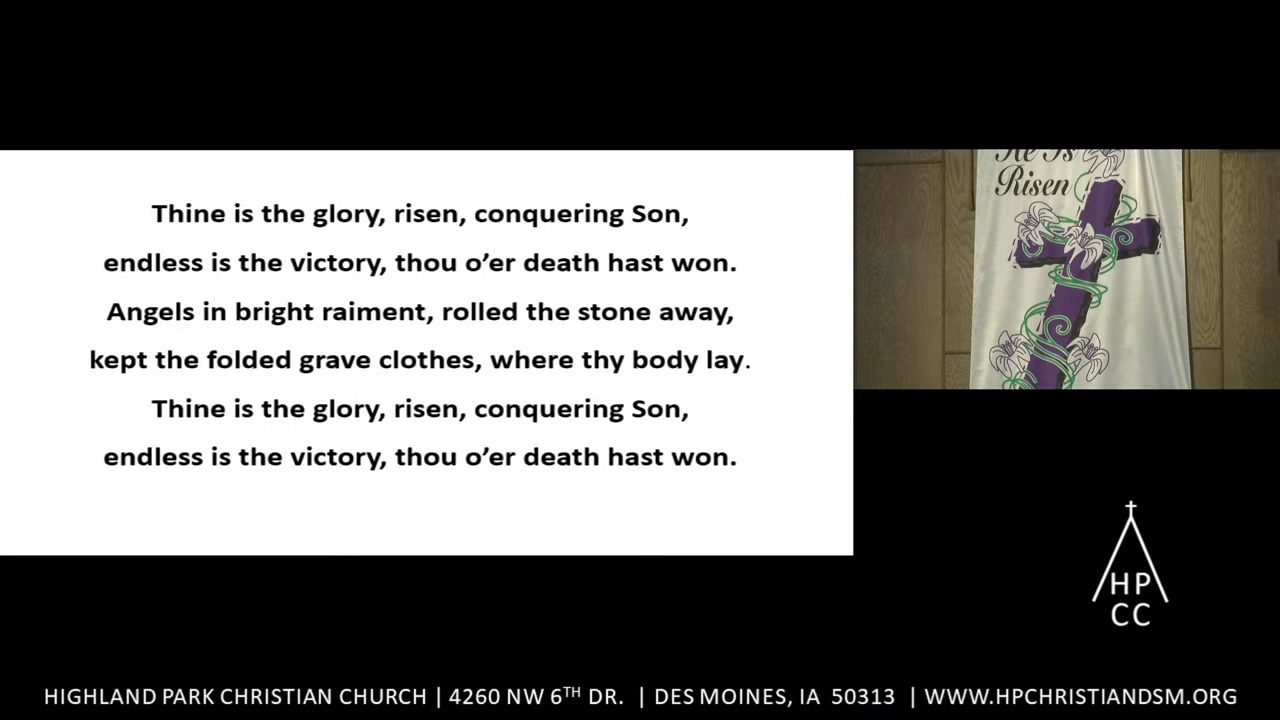 Thine is the glory, risen, conquering Son,
endless is the victory, thou o’er death hast won.
Angels in bright raiment, rolled the stone away,
kept the folded grave clothes, where thy body lay.
Thine is the glory, risen, conquering Son,
endless is the victory, thou o’er death hast won.
He Is
Risen
HP
CC
HIGHLAND PARK CHRISTIAN CHURCH | 4260 NW 6TH DR. | DES MOINES, IA 50313 | WWW.HPCHRISTIANDSM.ORG